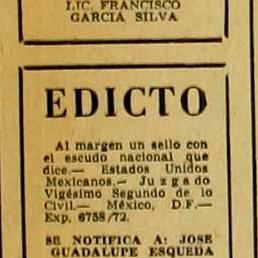 LIC. FRANCISCO
GARCIA SILVA
EDICTO
Al margen un sello con
el escudo nacional que
dice.— Estados Unidos
Mexicanos.— Juzgado
Vigésimo Segundo de lo
Civil.— México, D.F.—
Exp. 6758/72.
SE NOTIFICA A: JOSE
GUADALUPE ESQUEDA